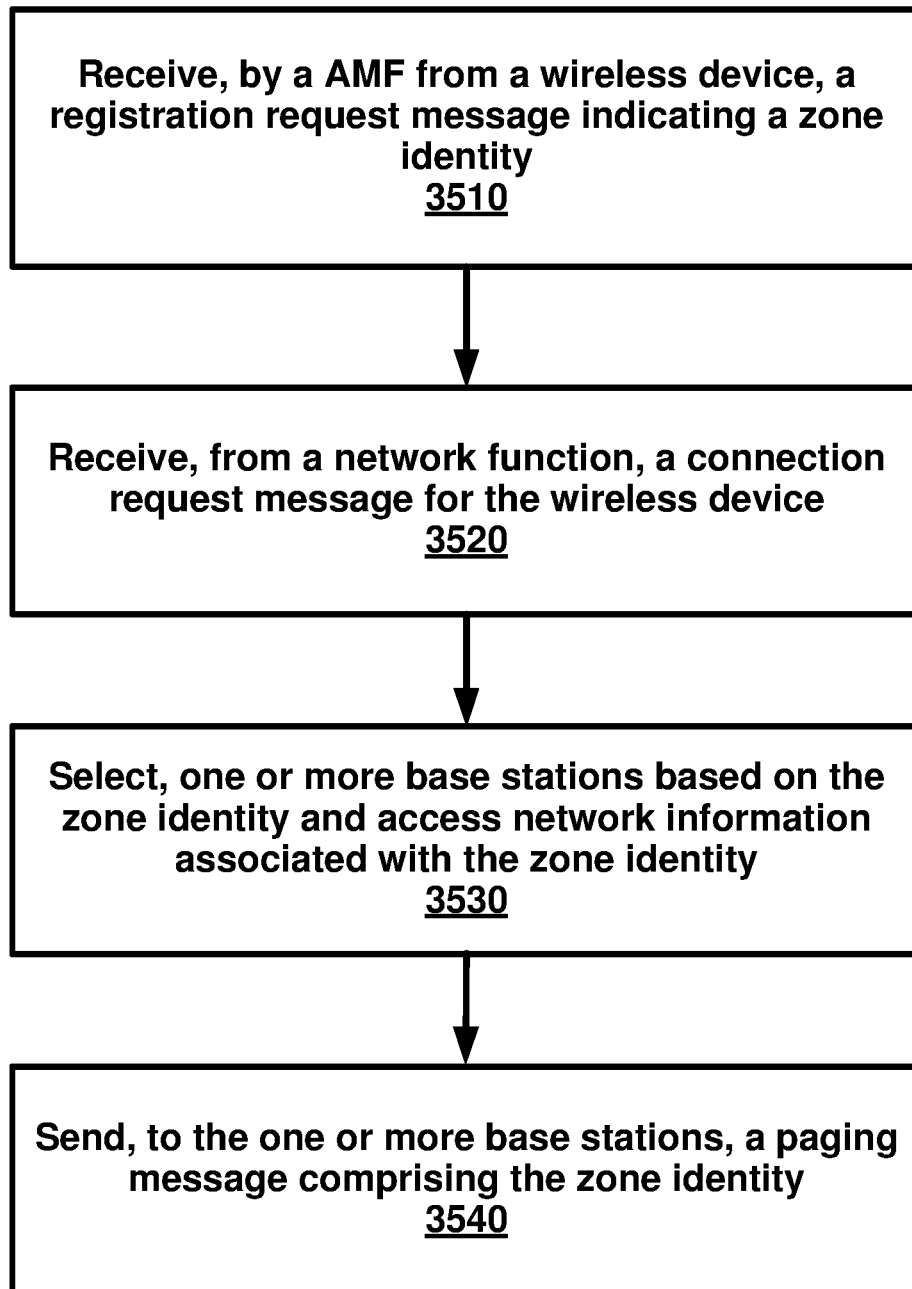 Receive, by a AMF from a wireless device, a
registration request message indicating a zone
identity
3510
Receive, from a network function, a connection
request message for the wireless device
3520
Select, one or more base stations based on the
zone identity and access network information
associated with the zone identity
3530
Send, to the one or more base stations, a paging
message comprising the zone identity
3540